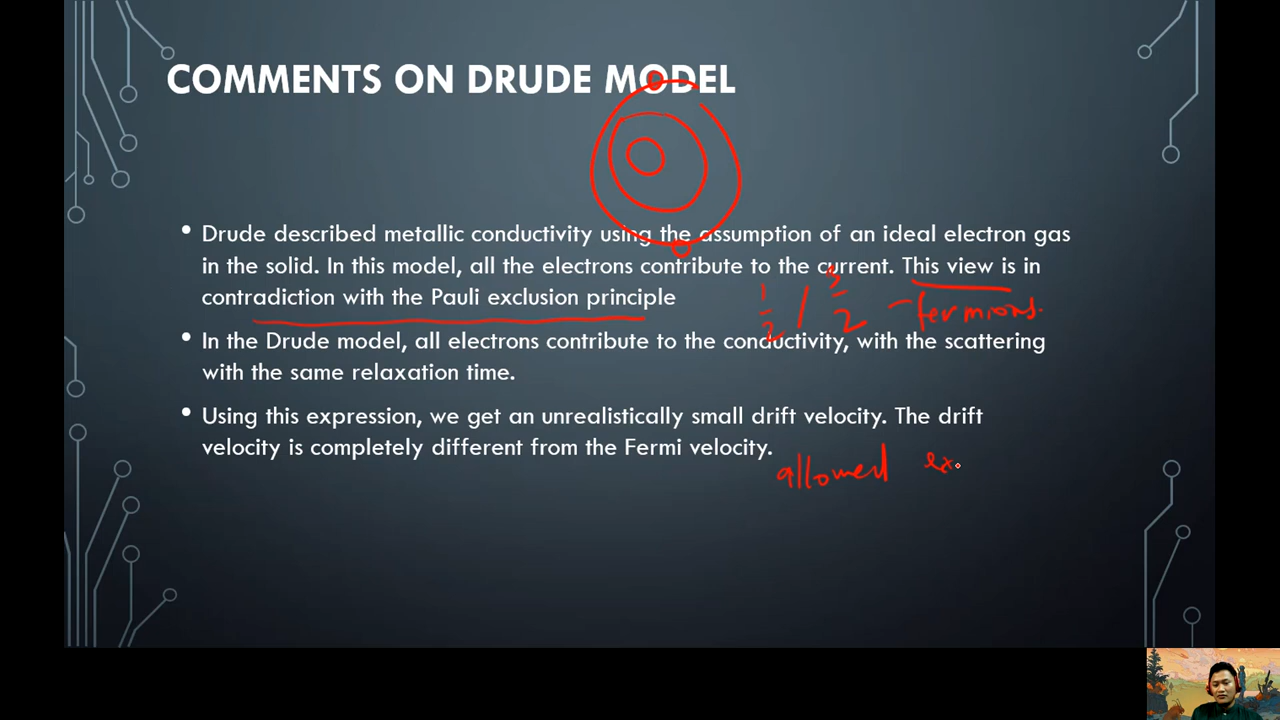 COMMENTS ON DRUDE MODEL
• Drude described metallic conductivity using the assumption of an ideal electron gas
in the solid. In this model, all the electrons contribute to the current. This view is in
contradiction with the Pauli exclusion principle
1/2 / 3/2 – fermions.
• In the Drude model, all electrons contribute to the conductivity, with the scattering
with the same relaxation time.
• Using this expression, we get an unrealistically small drift velocity. The drift
velocity is completely different from the Fermi velocity.
allowed ex